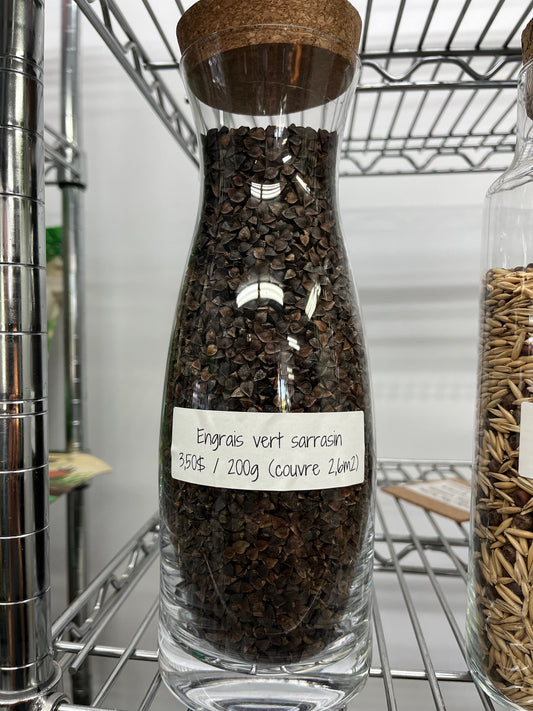 Engrais vert sarrasin
3,50$ / 200g (couvre 2,6m2)